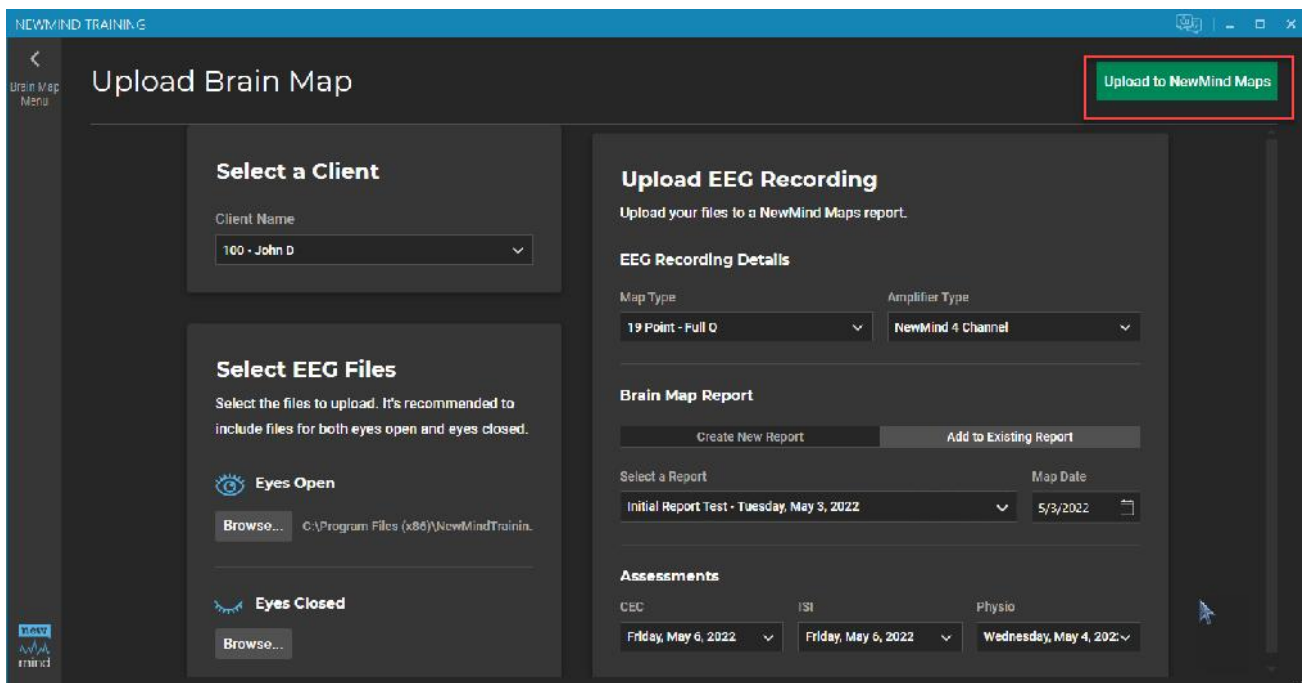 NEWMIND TRAINING
Brain Map
Menu
Upload Brain Map
Upload to NewMind Maps
Select a Client
Client Name
100 - John D
Select EEG Files
Select the files to upload. It's recommended to
include files for both eyes open and eyes closed.
Eyes Open
Browse... C:\Program Files (x86)\NewMindTrainin..
Eyes Closed
Browse...
Upload EEG Recording
Upload your files to a NewMind Maps report.
EEG Recording Details
Map Type Amplifier Type
19 Point - Full Q NewMind 4 Channel
Brain Map Report
Create New Report Add to Existing Report
Select a Report Map Date
Initial Report Test - Tuesday, May 3, 2022 5/3/2022
Assessments
CEC ISI Physio
Friday, May 6, 2022 Friday, May 6, 2022 Wednesday, May 4, 202
new
mind